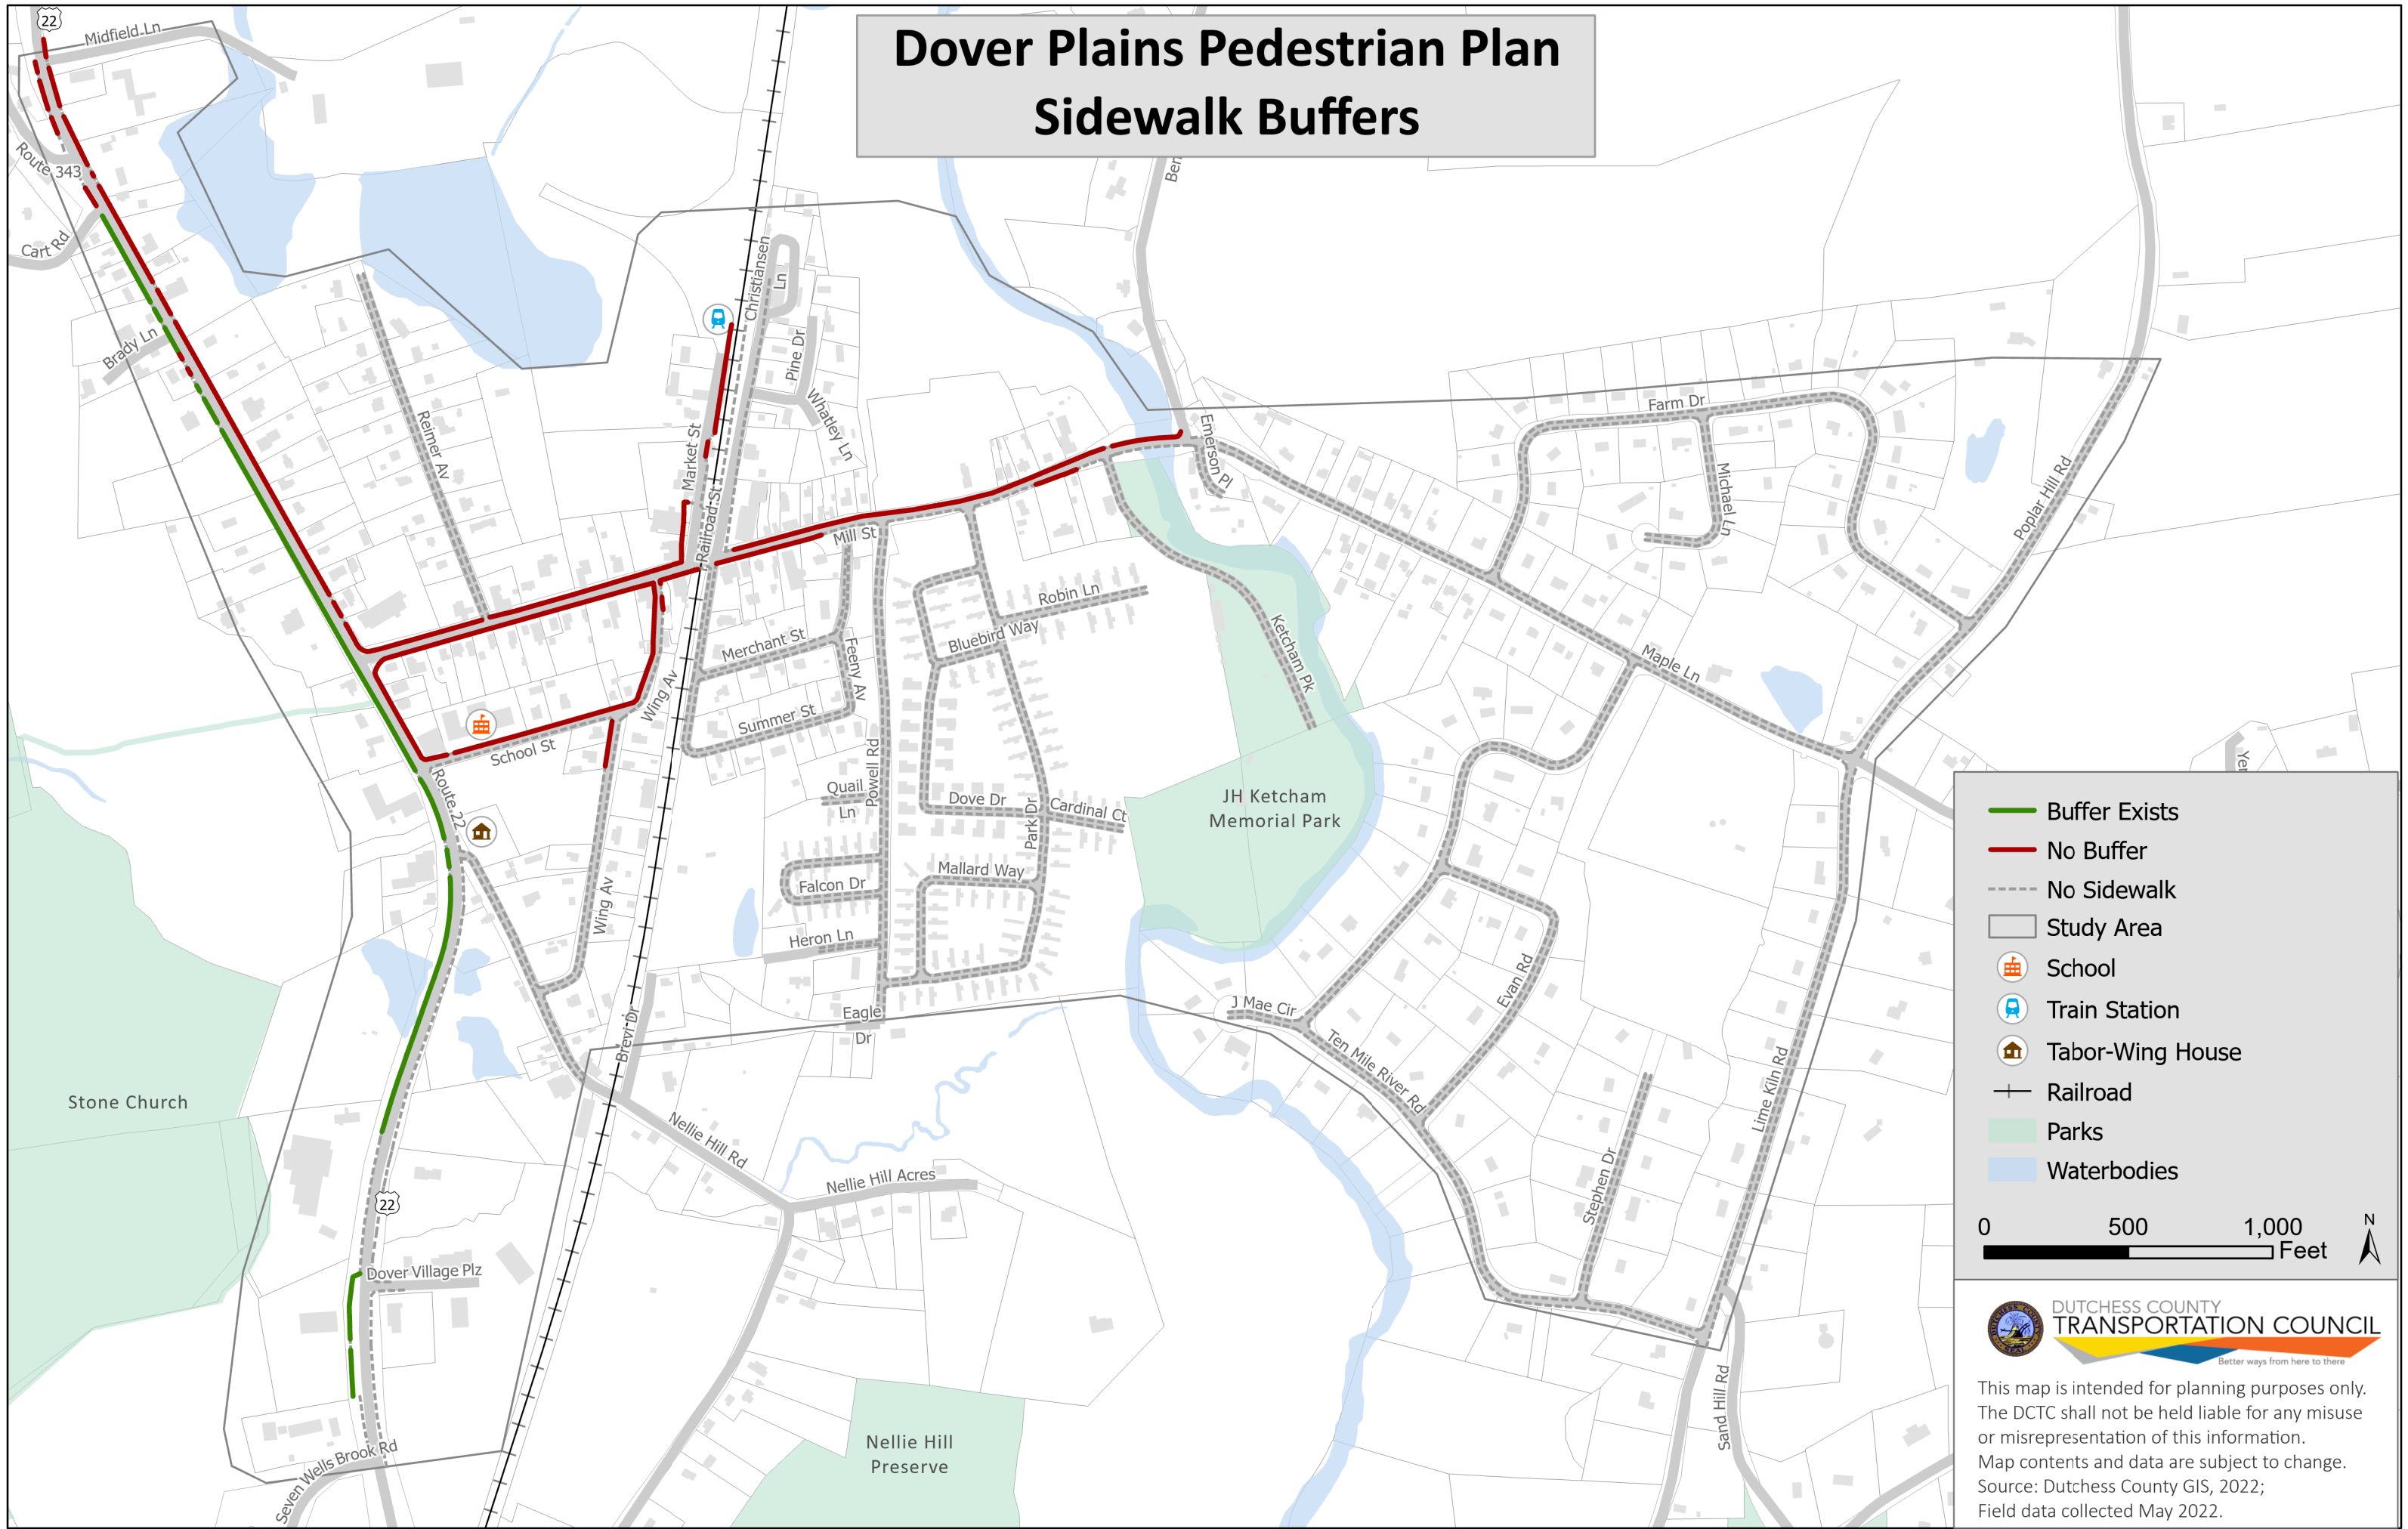 Dover Plains Pedestrian Plan
Sidewalk Buffers
22
Midfield Ln
Route 343
Cart Rd
Brady Ln
Reimer Av
Christiansen
Ln
Pine Dr
Whatley Ln
Market St
Railroad St
Mill St
Emerson Pl
Farm Dr
Michael Ln
Poplar Hill Rd
Robin Ln
Bluebird Way
Merchant St
Feeny Av
Wing Av
Summer St
School St
Route 22
Ketcham Pk
Maple Ln
Powell Rd
Quail
Ln
Dove Dr
Cardinal Ct
Park Dr
JH Ketcham
Memorial Park
Mallard Way
Falcon Dr
Wing Av
Heron Ln
Eagle
Dr
Brevi Dr
J Mae Cir
Evan Rd
Ten Mile River Rd
Lime Kiln Rd
Stephen Dr
Stone Church
Nellie Hill Rd
Nellie Hill Acres
22
Dover Village Plz
Seven Wells Brook Rd
Nellie Hill
Preserve
Sand Hill Rd
Buffer Exists
No Buffer
No Sidewalk
Study Area
School
Train Station
Tabor-Wing House
Railroad
Parks
Waterbodies
0 500 1,000
Feet
N
DUTCHESS COUNTY
TRANSPORTATION COUNCIL
Better ways from here to there
This map is intended for planning purposes only.
The DCTC shall not be held liable for any misuse
or misrepresentation of this information.
Map contents and data are subject to change.
Source: Dutchess County GIS, 2022;
Field data collected May 2022.